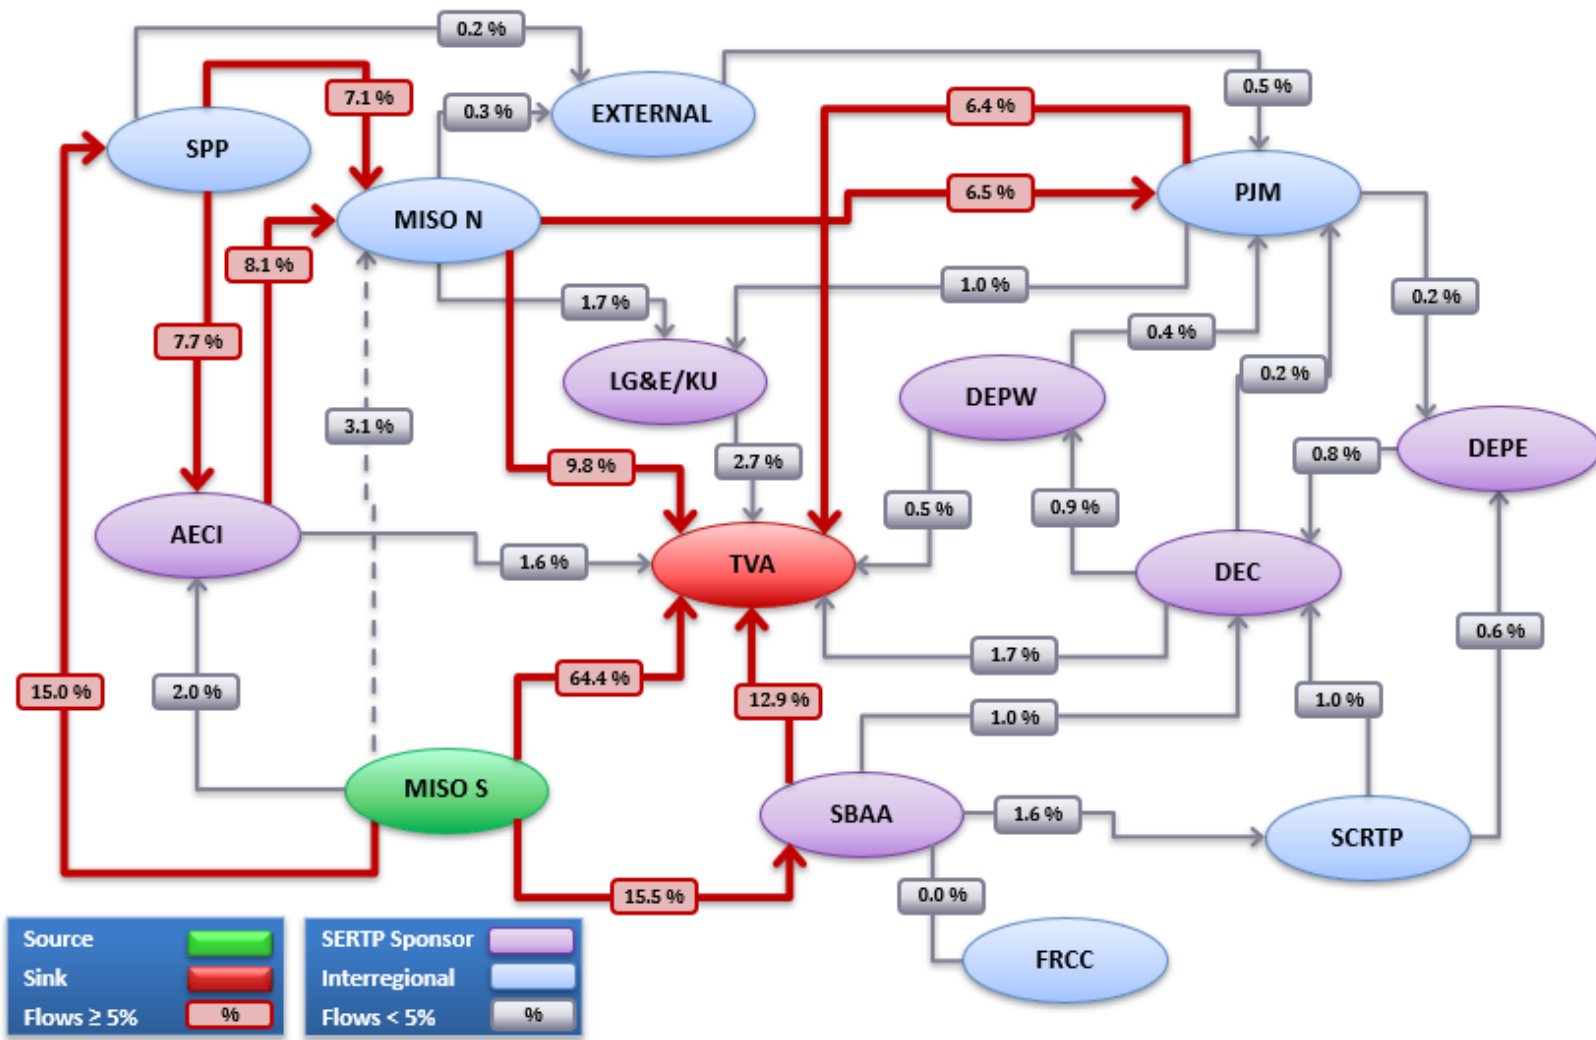 0.2 %
7.1 %
0.3 %
EXTERNAL
6.4 %
0.5 %
SPP
MISO N
6.5 %
PJM
8.1 %
1.7 %
1.0 %
0.2 %
7.7 %
0.4 %
0.2 %
LG&E/KU
DEPW
3.1 %
DEPE
9.8 %
2.7 %
0.8 %
0.5 %
0.9 %
AECI
1.6 %
TVA
DEC
0.6 %
1.7 %
64.4 %
15.0 %
2.0 %
12.9 %
1.0 %
1.0 %
MISO S
SBAA
1.6 %
SCRTP
15.5 %
0.0 %
FRCC
Source
Sink
Flows ≥ 5% %
SERTP Sponsor
Interregional
Flows < 5% %